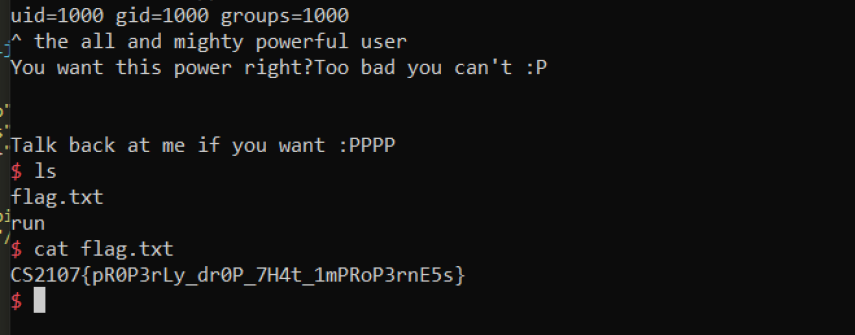 uid=1000 gid=1000 groups=1000
^ the all and mighty powerful user
You want this power right?Too bad you can't :P
Talk back at me if you want :PPPP
$ ls
flag.txt
run
$ cat flag.txt
CS2107{pR0P3rLy_dr0P_7H4t_1mPRoP3rnE5s}
$